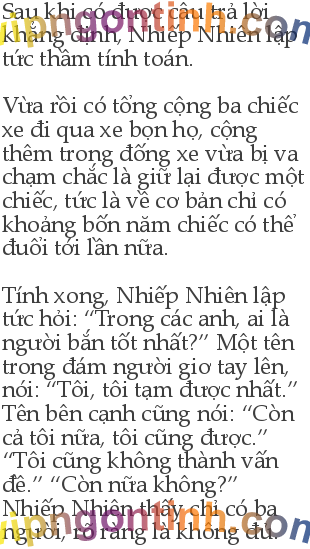 Sau khi có được câu trả lời
khẳng định, Nhiếp Nhiên lập
tức thầm tính toán.
Vừa rồi có tổng cộng ba chiếc
xe đi qua xe bọn họ, cộng
thêm trong đống xe vừa bị va
chạm chắc là giữ lại được một
chiếc, tức là về cơ bản chỉ có
khoảng bốn năm chiếc có thể
đuổi tới lần nữa.
Tính xong, Nhiếp Nhiên lập
tức hỏi: “Trong các anh, ai là
người bắn tốt nhất?” Một tên
trong đám người giơ tay lên,
nói: “Tôi, tôi tạm được nhất.”
Tên bên cạnh cũng nói: “Còn
cả tôi nữa, tôi cũng được.”
“Tôi cũng không thành vấn
đề.” “Còn nữa không?”
Nhiếp Nhiên thấy chỉ có ba
người, rõ ràng là không đủ.
vipngontinh.com
vipngontinh.com